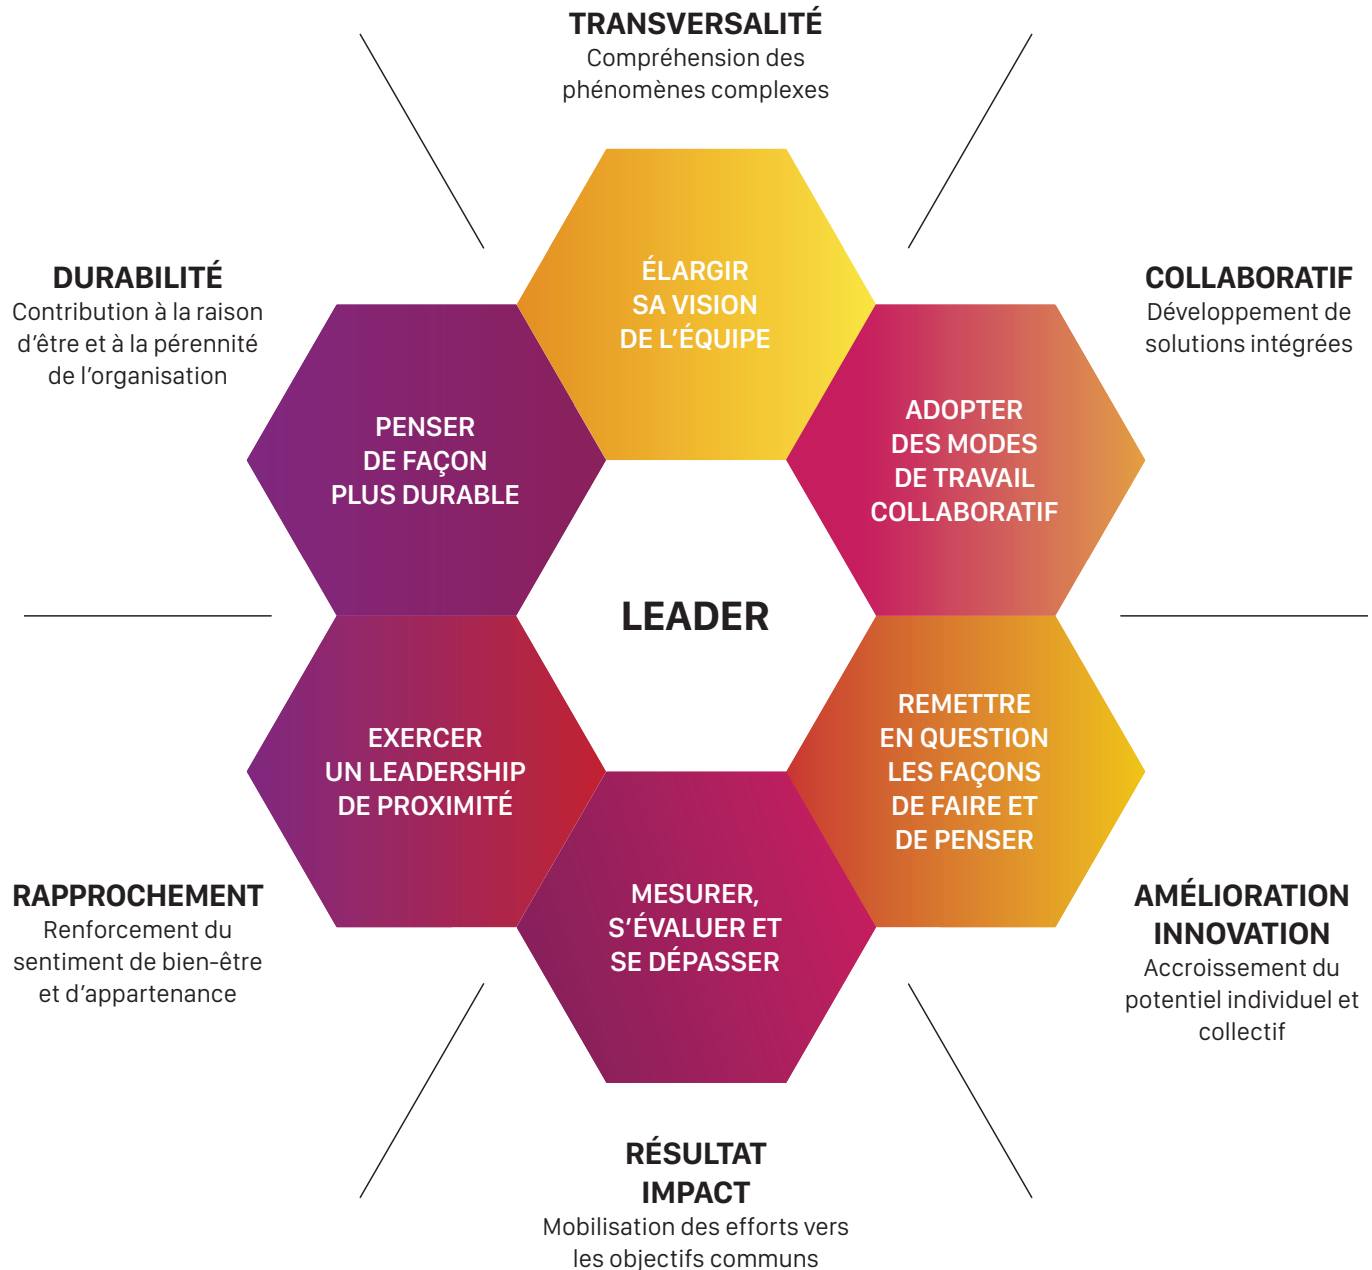 TRANSVERSALITÉ
Compréhension des
phénomènes complexes
DURABILITÉ
Contribution à la raison
d’être et à la pérennité
de l’organisation
COLLABORATIF
Développement de
solutions intégrées
ÉLARGIR
SA VISION
DE L’ÉQUIPE
PENSER
DE FAÇON
PLUS DURABLE
ADOPTER
DES MODES
DE TRAVAIL
COLLABORATIF
LEADER
EXERCER
UN LEADERSHIP
DE PROXIMITÉ
REMETTRE
EN QUESTION
LES FAÇONS
DE FAIRE ET
DE PENSER
MESURER,
S’ÉVALUER ET
SE DÉPASSER
RAPPROCHEMENT
Renforcement du
sentiment de bien-être
et d’appartenance
AMÉLIORATION
INNOVATION
Accroissement du
potentiel individuel et
collectif
RÉSULTAT
IMPACT
Mobilisation des efforts vers
les objectifs communs